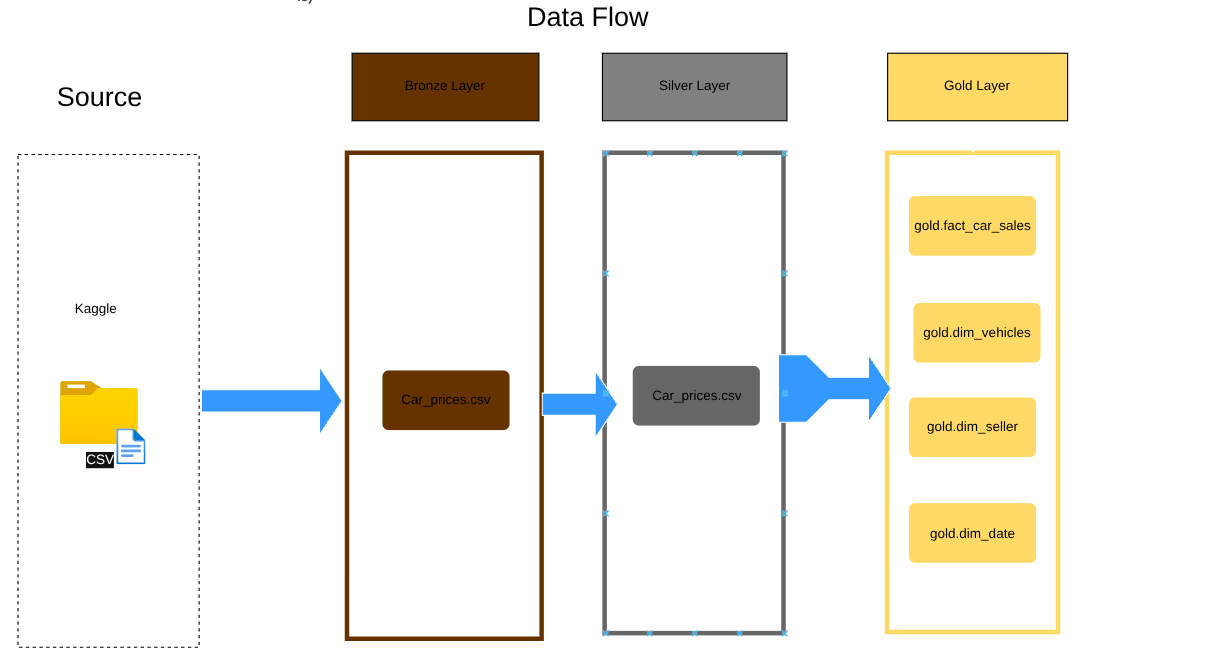 Data Flow
Source
Bronze Layer
Silver Layer
Gold Layer
Kaggle
CSV
Car_prices.csv
Car_prices.csv
gold.fact_car_sales
gold.dim_vehicles
gold.dim_seller
gold.dim_date